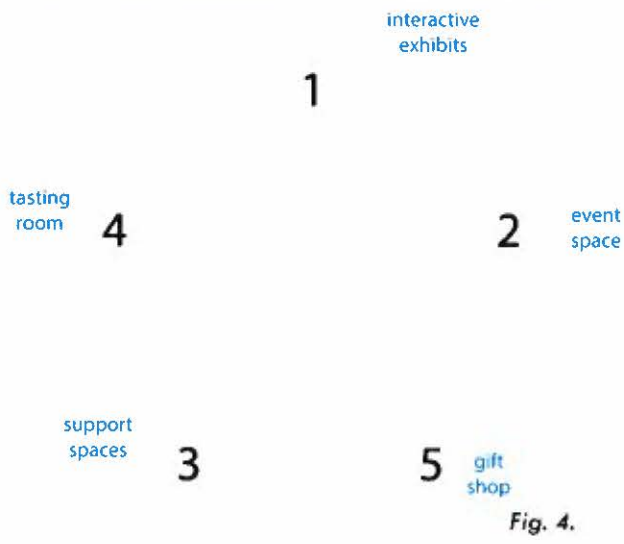 interactive
exhibits
1
tasting
room
4
2
event
space
support
spaces
3
5
gift
shop
Fig. 4.